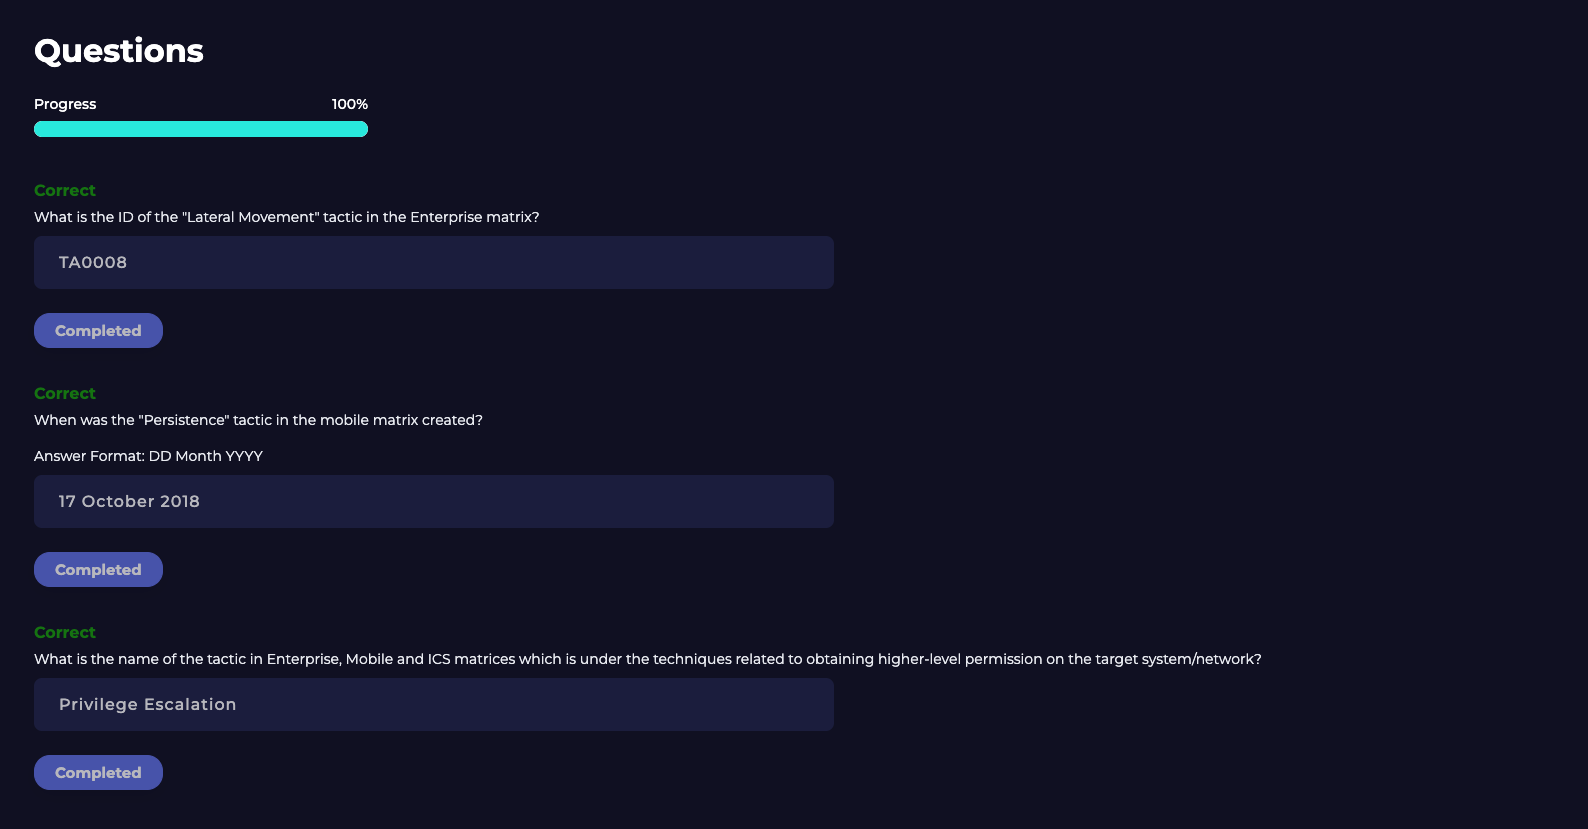 Questions
Progress 100%
Correct
What is the ID of the "Lateral Movement" tactic in the Enterprise matrix?
TA0008
Completed
Correct
When was the "Persistence" tactic in the mobile matrix created?
Answer Format: DD Month YYYY
17 October 2018
Completed
Correct
What is the name of the tactic in Enterprise, Mobile and ICS matrices which is under the techniques related to obtaining higher-level permission on the target system/network?
Privilege Escalation
Completed